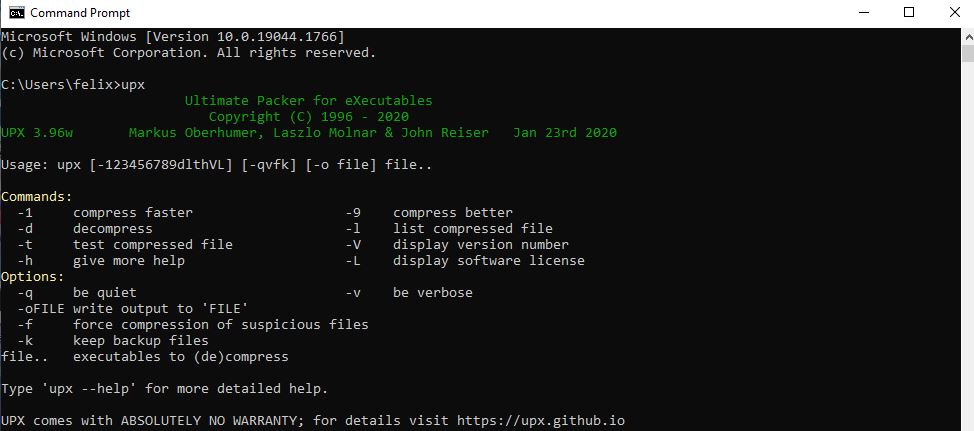 Command Prompt
Microsoft Windows [Version 10.0.19044.1766]
(c) Microsoft Corporation. All rights reserved.
C:\Users\felix>upx
Ultimate Packer for eXecutables
Copyright (C) 1996 - 2020
UPX 3.96w       Markus Oberhumer, Laszlo Molnar & John Reiser   Jan 23rd 2020
Usage: upx [-123456789dlthVL] [-qvfk] [-o file] file..
Commands:
  -1     compress faster                   -9    compress better
  -d     decompress                        -l    list compressed file
  -t     test compressed file              -V    display version number
  -h     give more help                    -L    display software license
Options:
  -q     be quiet                          -v    be verbose
  -oFILE write output to 'FILE'
  -f     force compression of suspicious files
  -k     keep backup files
file..   executables to (de)compress
Type 'upx --help' for more detailed help.
UPX comes with ABSOLUTELY NO WARRANTY; for details visit https://upx.github.io